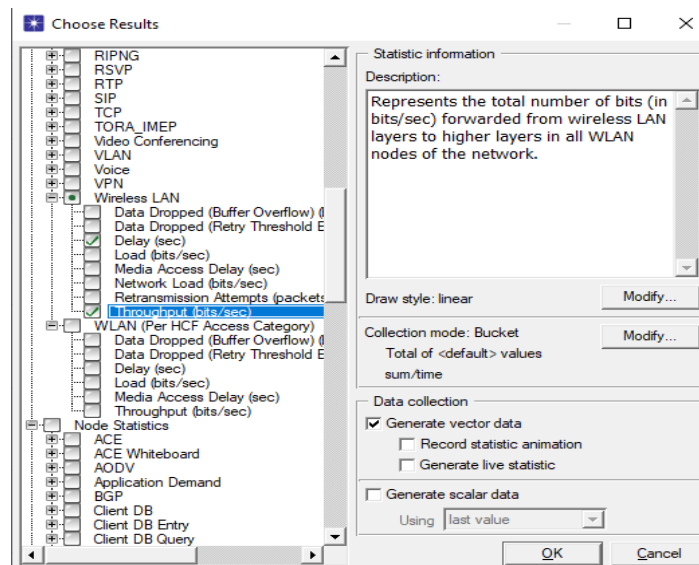 Choose Results
RIPNG
RSVP
RTP
SIP
TCP
TORA_IMEP
Video Conferencing
VLAN
Voice
VPN
Wireless LAN
Data Dropped (Buffer Overflow) (
Data Dropped (Retry Threshold E
Delay (sec)
Load (bits/sec)
Media Access Delay (sec)
Network Load (bits/sec)
Retransmission Attempts (packets
Throughput (bits/sec)
WLAN (Per HCF Access Category)
Data Dropped (Buffer Overflow) (
Data Dropped (Retry Threshold E
Delay (sec)
Load (bits/sec)
Media Access Delay (sec)
Throughput (bits/sec)
Node Statistics
ACE
ACE Whiteboard
AODV
Application Demand
BGP
Client DB
Client DB Entry
Client DB Query
Statistic information
Description:
Represents the total number of bits (in
bits/sec) forwarded from wireless LAN
layers to higher layers in all WLAN
nodes of the network.
Draw style: linear
Modify...
Collection mode: Bucket
Modify...
Total of <default> values
sum/time
Data collection
Generate vector data
Record statistic animation
Generate live statistic
Generate scalar data
Using last value
OK
Cancel